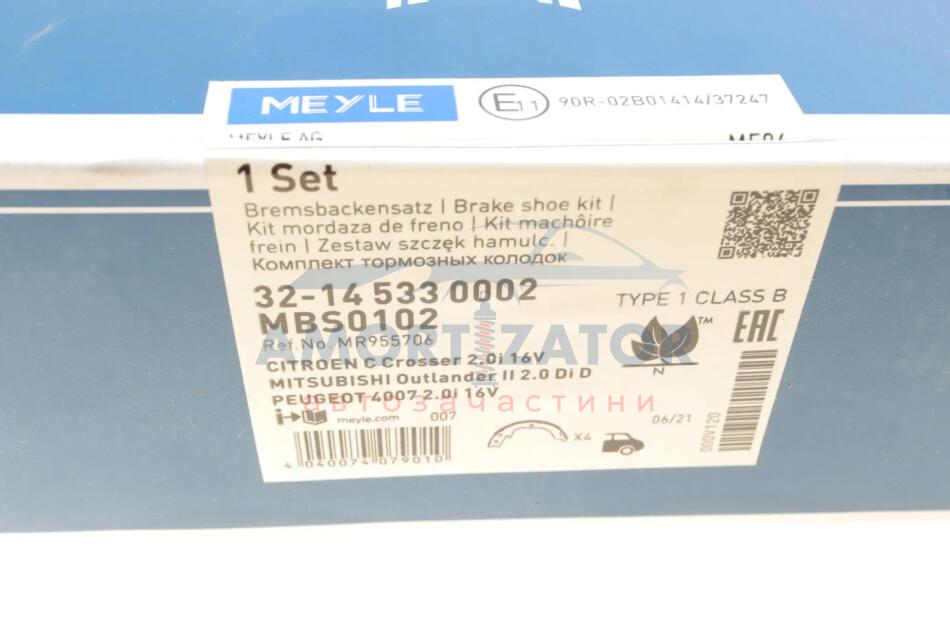 MEYLE
E11 90R-02B01414/37247
MEYLE AG
1 Set
Bremsbackensatz | Brake shoe kit |
Kit mordaza de freno | Kit machôire
frein | Zestaw szczęk hamulc. |
Комплект тормозных колодок
32-14 533 0002
MBS0102
TYPE 1 CLASS B
Ref.No. MR955706
EAC
AMORTIZATOR
CITROEN C Crosser 2.0i 16V
MITSUBISHI Outlander II 2.0 Di D
PEUGEOT 4007 2.0i 16V
автозачастини
TM
N
meyle.com 007
X4
06/21
000V120
4 040074 079010